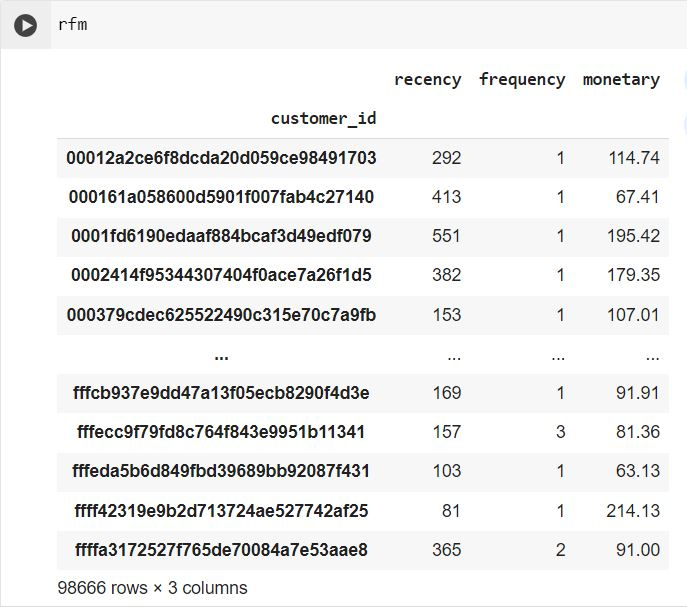 rfm
recency frequency monetary
customer_id
00012a2ce6f8dcda20d059ce98491703 292 1 114.74
000161a058600d5901f007fab4c27140 413 1 67.41
0001fd6190edaaf884bcaf3d49edf079 551 1 195.42
0002414f95344307404f0ace7a26f1d5 382 1 179.35
000379cdec625522490c315e70c7a9fb 153 1 107.01
... ... ... ...
fffcb937e9dd47a13f05ecb8290f4d3e 169 1 91.91
fffecc9f79fd8c764f843e9951b11341 157 3 81.36
fffeda5b6d849fbd39689bb92087f431 103 1 63.13
ffff42319e9b2d713724ae527742af25 81 1 214.13
ffffa3172527f765de70084a7e53aae8 365 2 91.00
98666 rows × 3 columns